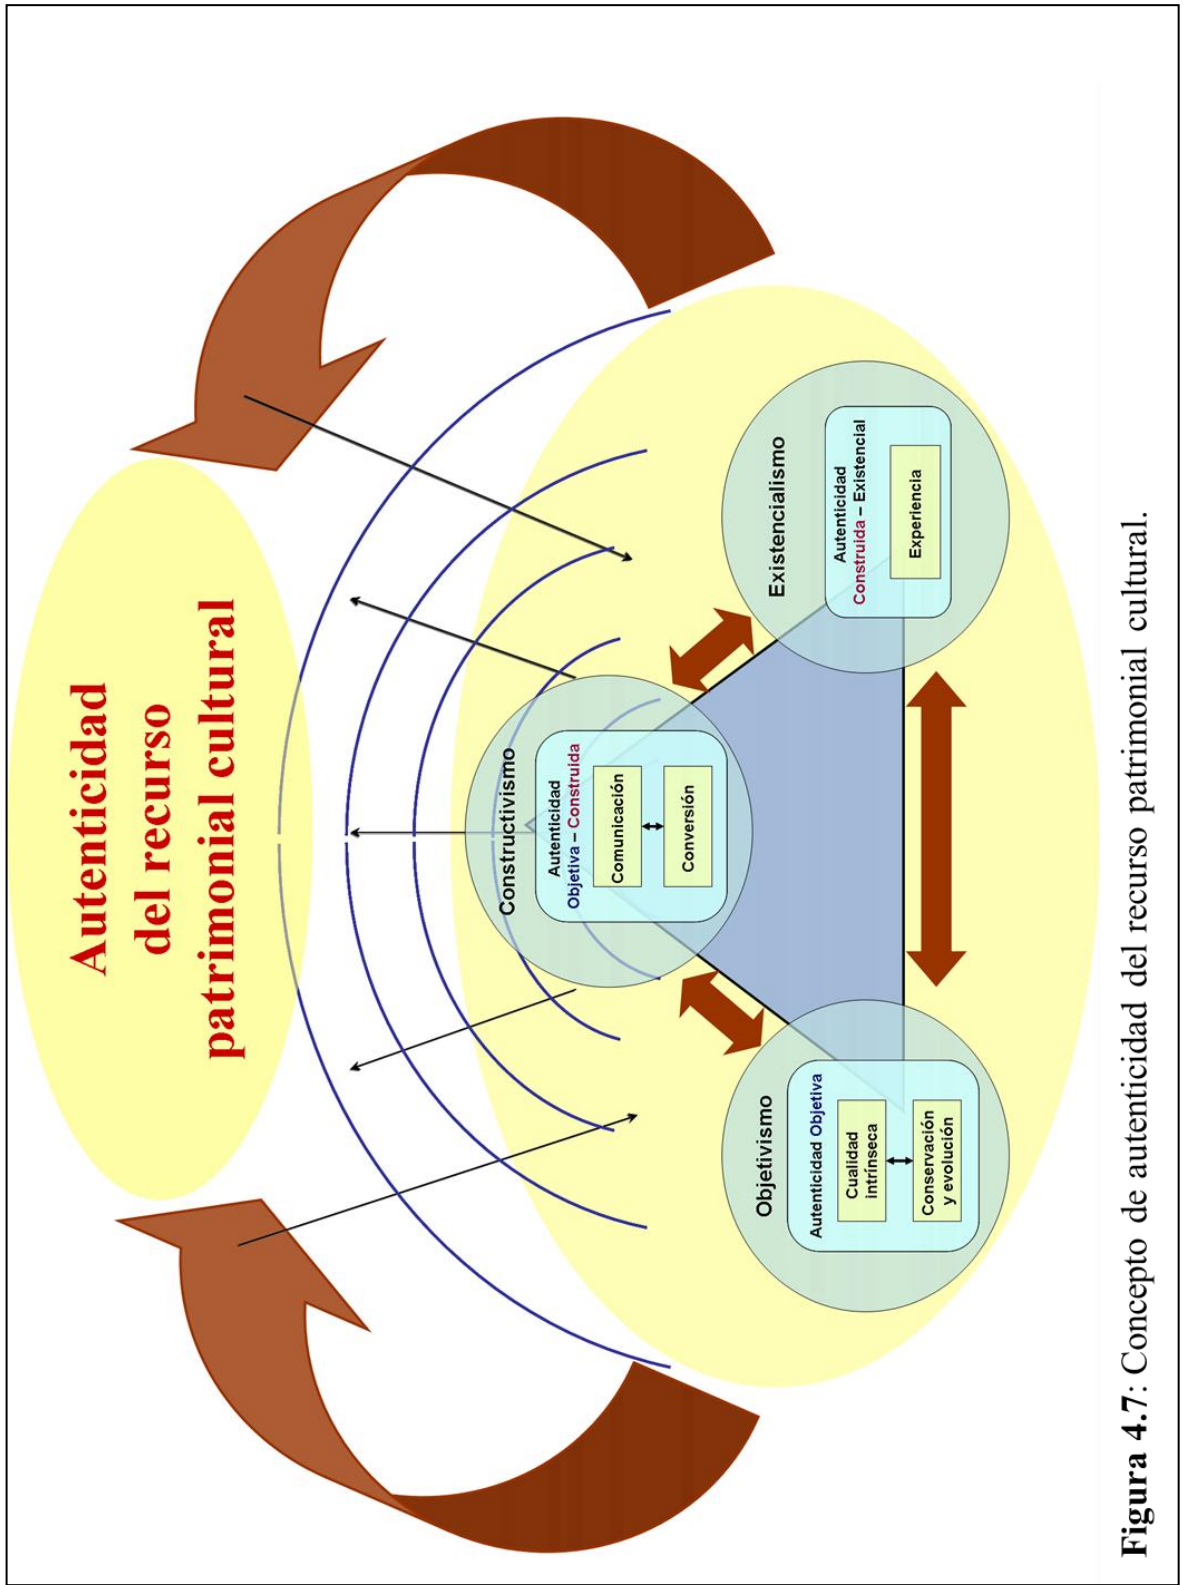 Autenticidad
del recurso
patrimonial cultural
Constructivismo
Autenticidad
Objetiva – Construida
Comunicación
Conversión
Objetivismo
Autenticidad Objetiva
Cualidad
intrínseca
Conservación
y evolución
Existencialismo
Autenticidad
Construida – Existencial
Experiencia
Figura 4.7: Concepto de autenticidad del recurso patrimonial cultural.